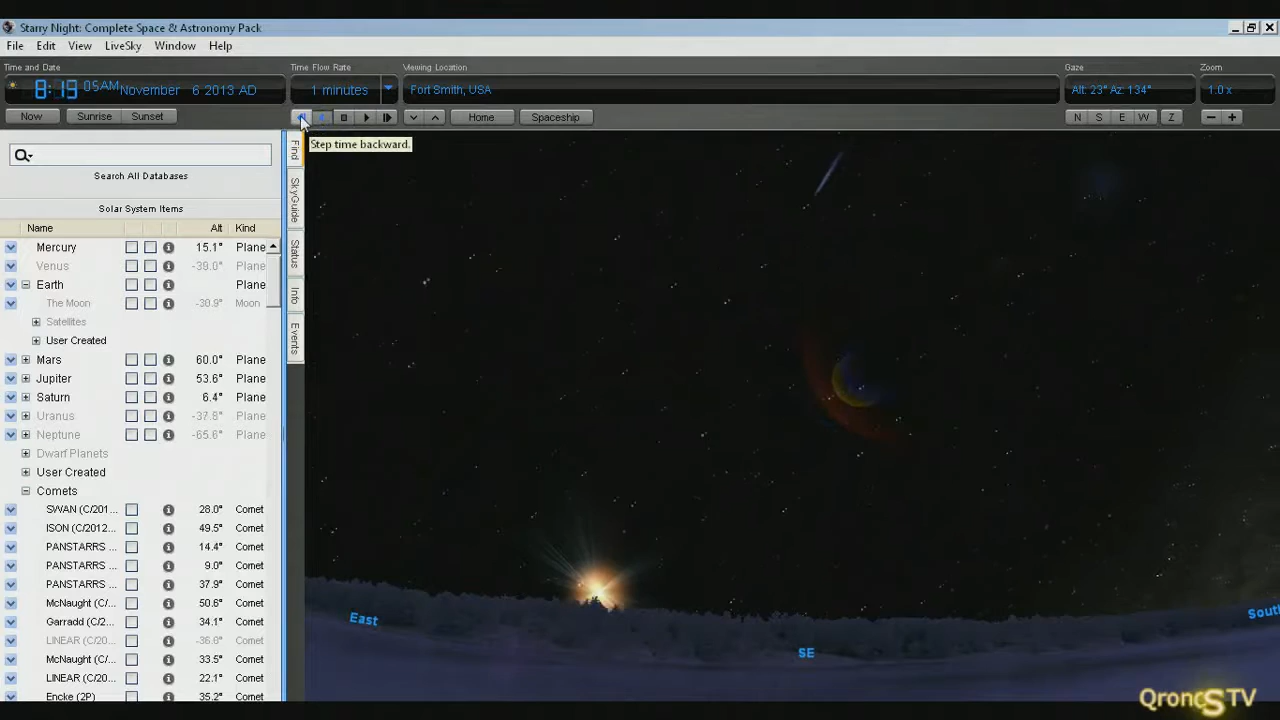 Starry Night: Complete Space & Astronomy Pack
File Edit View LiveSky Window Help
Time and Date Time Flow Rate Viewing Location Gaze Zoom
8:19 05AM November 6 2013 AD 1 minutes Fort Smith, USA Alt: 23° Az: 134° 1.0 x
Now Sunrise Sunset Home Spaceship N S E W Z
Step time backward.
Find
SkyGuide
Status
Info
Events
Search All Databases
Solar System Items
Name Alt Kind
Mercury 15.1° Plane
Venus -39.0° Plane
Earth Plane
The Moon -30.9° Moon
Satellites
User Created
Mars 60.0° Plane
Jupiter 53.6° Plane
Saturn 6.4° Plane
Uranus -37.8° Plane
Neptune -65.6° Plane
Dwarf Planets
User Created
Comets
SWAN (C/201... 28.0° Comet
ISON (C/2012... 49.5° Comet
PANSTARRS ... 14.4° Comet
PANSTARRS ... 9.0° Comet
PANSTARRS ... 37.9° Comet
McNaught (C/... 50.6° Comet
Garradd (C/2... 34.1° Comet
LINEAR (C/20... -36.6° Comet
McNaught (C/... 33.5° Comet
LINEAR (C/20... 22.1° Comet
Encke (2P) 35.2° Comet
East
SE
South
QroncSTV